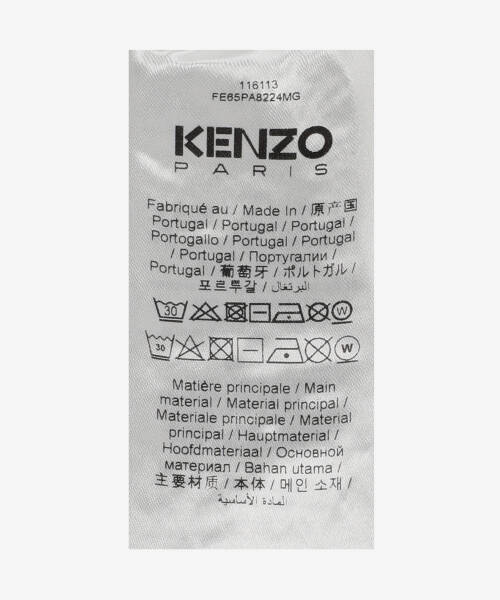 116113
FE65PA8224MG
KENZO
PARIS
Fabriqué au / Made In / 原产国
Portugal / Portugal / Portugal /
Portogallo / Portugal / Portugal
/ Portugal / Португалии /
Portugal / 葡萄牙 / ポルトガル /
포르투갈 / البرتغال
30 W
30 W
Matière principale / Main
material / Material principal /
Materiale principale / Material
principal / Hauptmaterial /
Hoofdmateriaal / Основной
материал / Bahan utama /
主要材质 / 本体 / 메인 소재 /
المادة الأساسية